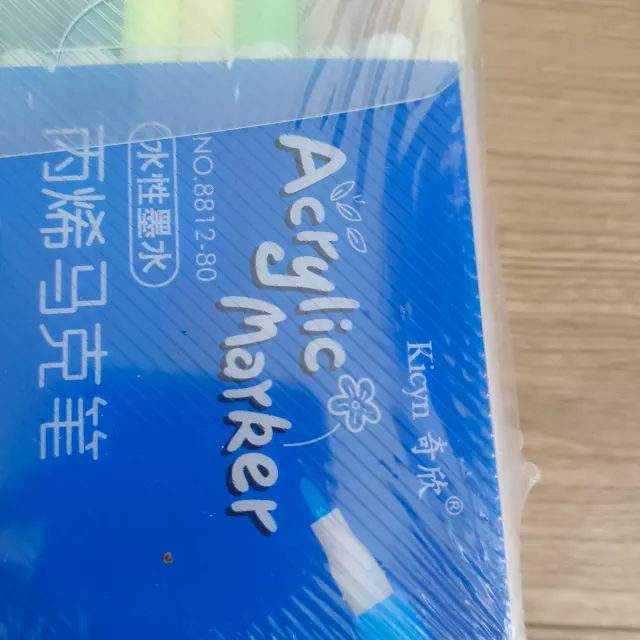 Kicyn 奇欣®
Acrylic
Marker
NO.8812-80
水性墨水
丙烯马克笔